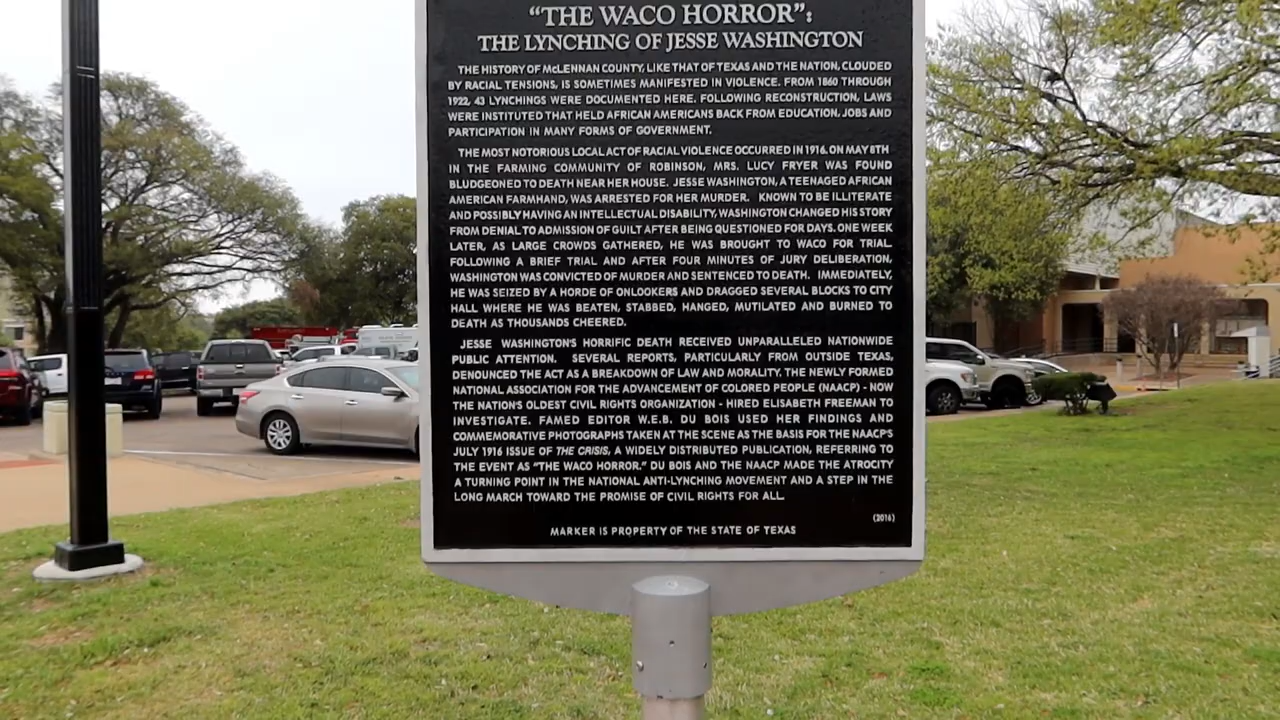 "THE WACO HORROR":
THE LYNCHING OF JESSE WASHINGTON
THE HISTORY OF McLENNAN COUNTY, LIKE THAT OF TEXAS AND THE NATION, CLOUDED
BY RACIAL TENSIONS, IS SOMETIMES MANIFESTED IN VIOLENCE. FROM 1860 THROUGH
1922, 43 LYNCHINGS WERE DOCUMENTED HERE. FOLLOWING RECONSTRUCTION, LAWS
WERE INSTITUTED THAT HELD AFRICAN AMERICANS BACK FROM EDUCATION, JOBS AND
PARTICIPATION IN MANY FORMS OF GOVERNMENT.
THE MOST NOTORIOUS LOCAL ACT OF RACIAL VIOLENCE OCCURRED IN 1916. ON MAY 8TH
IN THE FARMING COMMUNITY OF ROBINSON, MRS. LUCY FRYER WAS FOUND
BLUDGEONED TO DEATH NEAR HER HOUSE. JESSE WASHINGTON, A TEENAGED AFRICAN
AMERICAN FARMHAND, WAS ARRESTED FOR HER MURDER. KNOWN TO BE ILLITERATE
AND POSSIBLY HAVING AN INTELLECTUAL DISABILITY, WASHINGTON CHANGED HIS STORY
FROM DENIAL TO ADMISSION OF GUILT AFTER BEING QUESTIONED FOR DAYS. ONE WEEK
LATER, AS LARGE CROWDS GATHERED, HE WAS BROUGHT TO WACO FOR TRIAL.
FOLLOWING A BRIEF TRIAL AND AFTER FOUR MINUTES OF JURY DELIBERATION,
WASHINGTON WAS CONVICTED OF MURDER AND SENTENCED TO DEATH. IMMEDIATELY,
HE WAS SEIZED BY A HORDE OF ONLOOKERS AND DRAGGED SEVERAL BLOCKS TO CITY
HALL WHERE HE WAS BEATEN, STABBED, HANGED, MUTILATED AND BURNED TO
DEATH AS THOUSANDS CHEERED.
JESSE WASHINGTON'S HORRIFIC DEATH RECEIVED UNPARALLELED NATIONWIDE
PUBLIC ATTENTION. SEVERAL REPORTS, PARTICULARLY FROM OUTSIDE TEXAS,
DENOUNCED THE ACT AS A BREAKDOWN OF LAW AND MORALITY. THE NEWLY FORMED
NATIONAL ASSOCIATION FOR THE ADVANCEMENT OF COLORED PEOPLE (NAACP) - NOW
THE NATION'S OLDEST CIVIL RIGHTS ORGANIZATION - HIRED ELISABETH FREEMAN TO
INVESTIGATE. FAMED EDITOR W.E.B. DU BOIS USED HER FINDINGS AND
COMMEMORATIVE PHOTOGRAPHS TAKEN AT THE SCENE AS THE BASIS FOR THE NAACP'S
JULY 1916 ISSUE OF THE CRISIS, A WIDELY DISTRIBUTED PUBLICATION, REFERRING TO
THE EVENT AS "THE WACO HORROR." DU BOIS AND THE NAACP MADE THE ATROCITY
A TURNING POINT IN THE NATIONAL ANTI-LYNCHING MOVEMENT AND A STEP IN THE
LONG MARCH TOWARD THE PROMISE OF CIVIL RIGHTS FOR ALL.
(2016)
MARKER IS PROPERTY OF THE STATE OF TEXAS